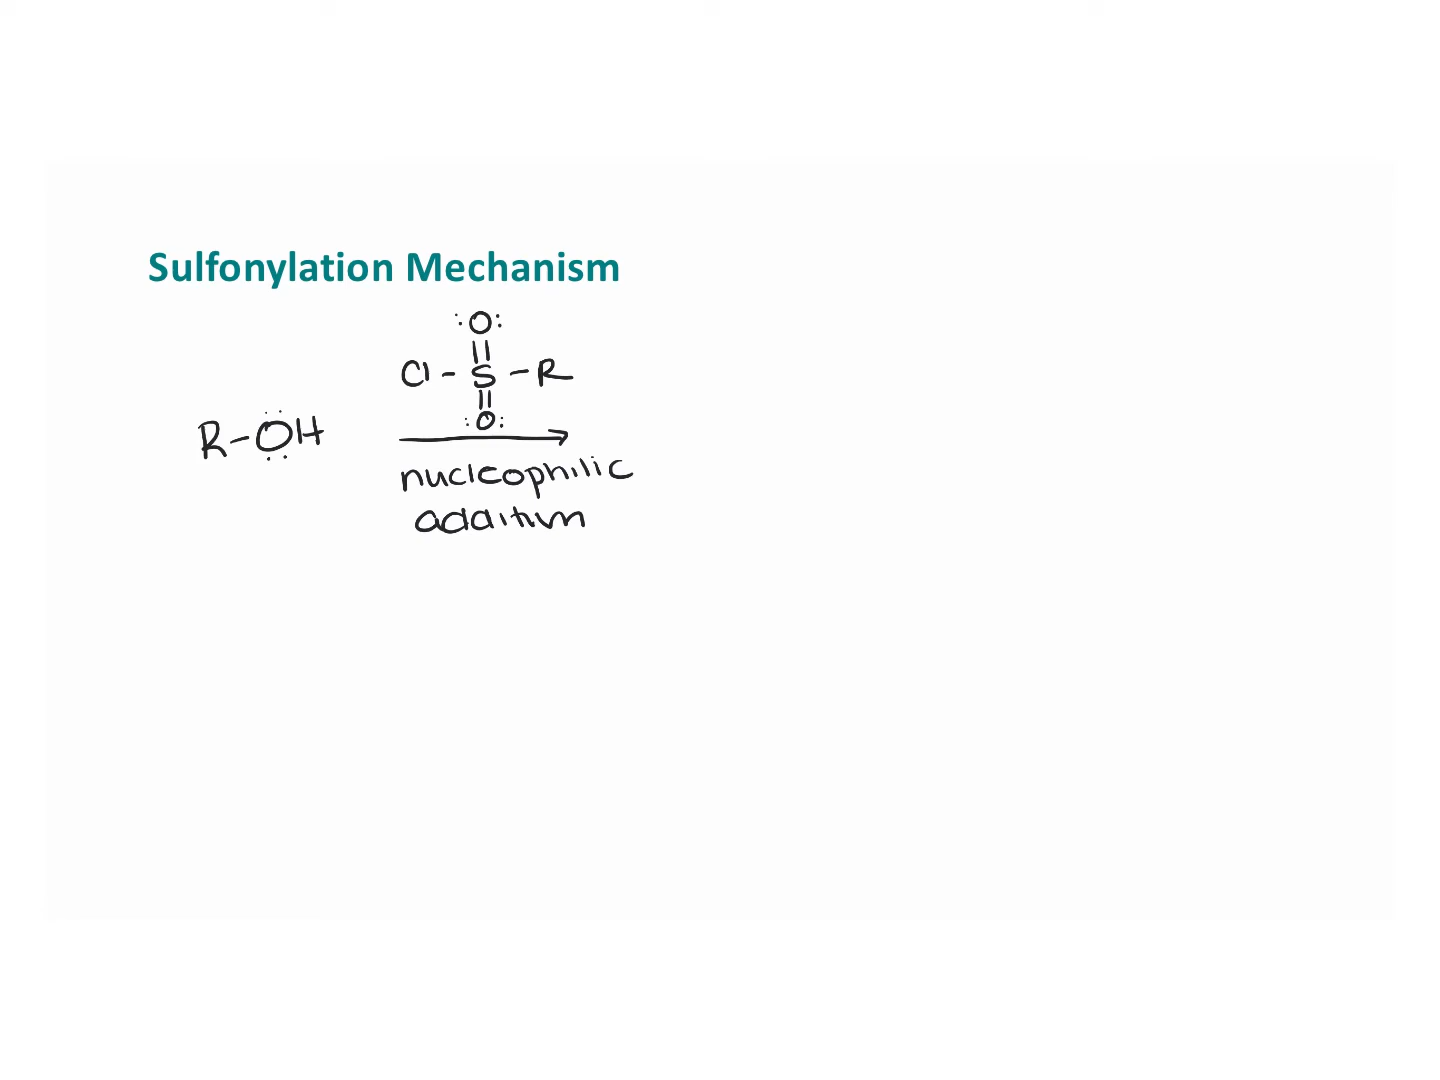 Sulfonylation Mechanism
:O:
||
Cl - S - R
||
:O:
R-OH
nucleophilic
addition